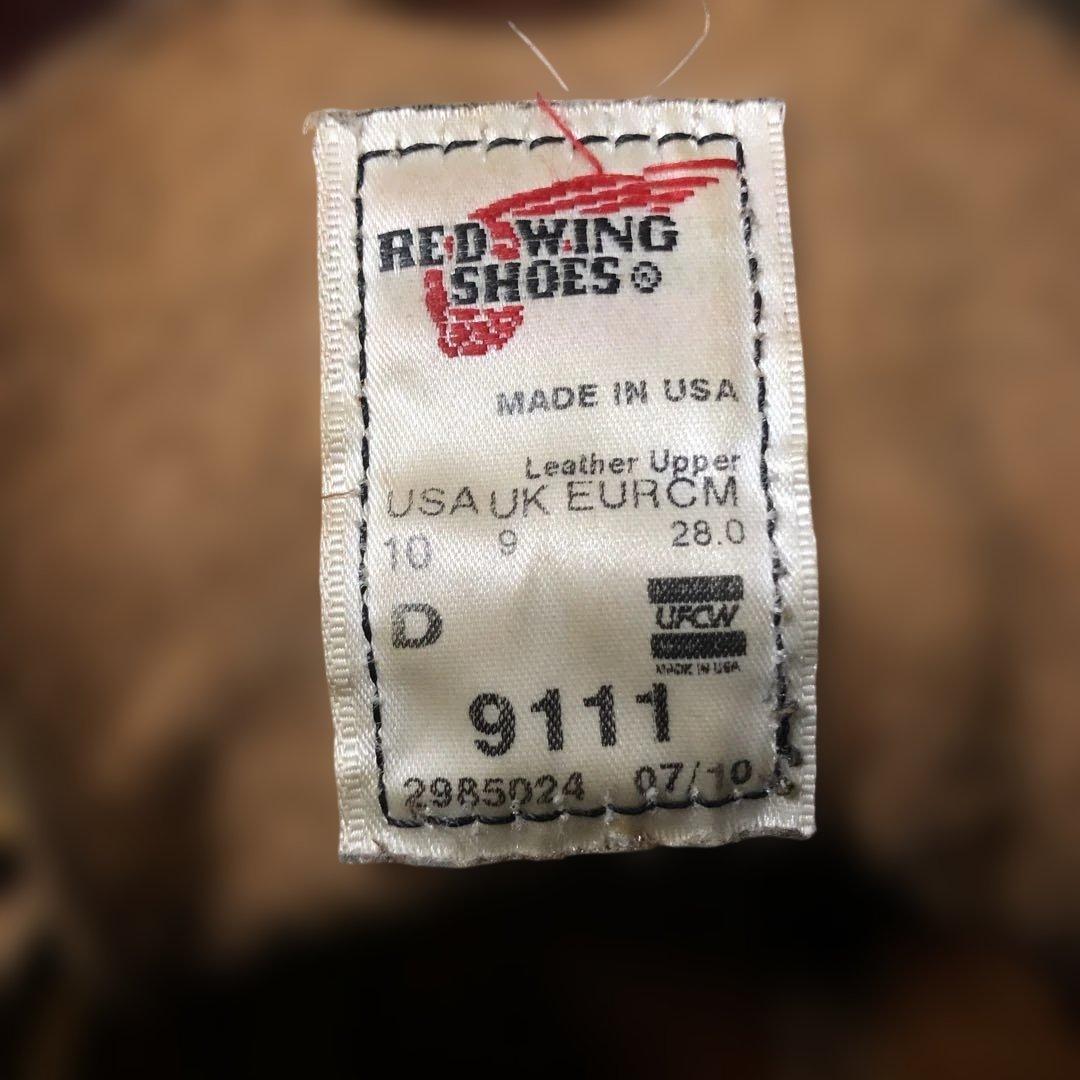 RED WING
SHOES®
MADE IN USA
Leather Upper
USA UK EUR CM
10 9 28.0
D
UFCW
MADE IN USA
9111
2985024 07/10